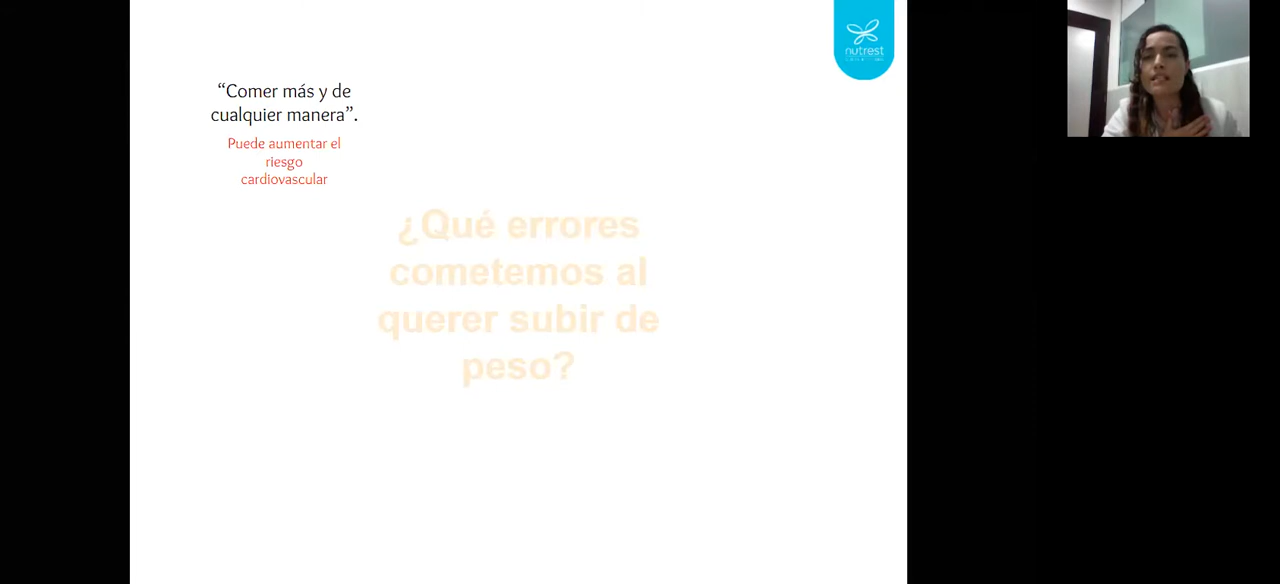 nutrest
“Comer más y de
cualquier manera”.
Puede aumentar el
riesgo
cardiovascular
¿Qué errores
cometemos al
querer subir de
peso?